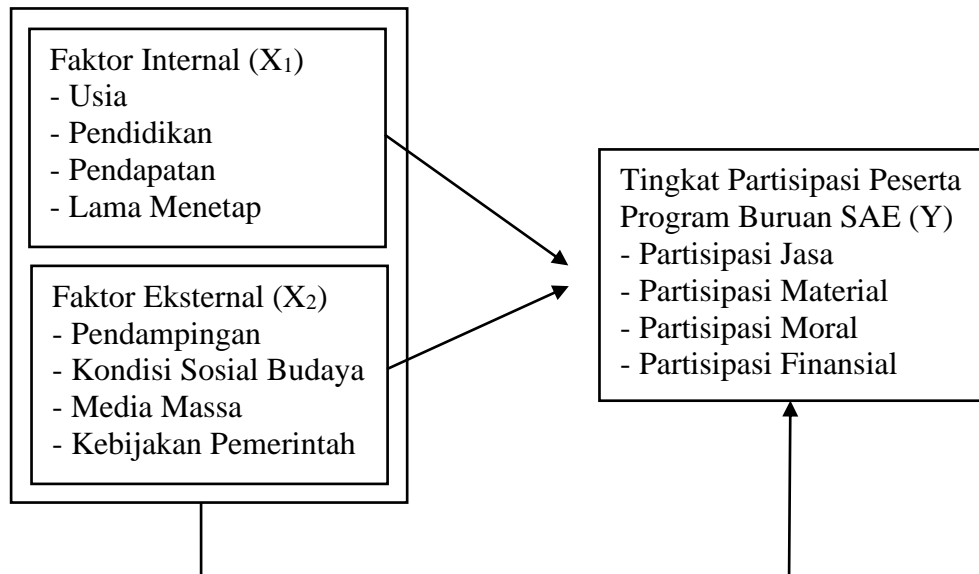 Faktor Internal (X₁)
- Usia
- Pendidikan
- Pendapatan
- Lama Menetap
Faktor Eksternal (X₂)
- Pendampingan
- Kondisi Sosial Budaya
- Media Massa
- Kebijakan Pemerintah
Tingkat Partisipasi Peserta
Program Buruan SAE (Y)
- Partisipasi Jasa
- Partisipasi Material
- Partisipasi Moral
- Partisipasi Finansial